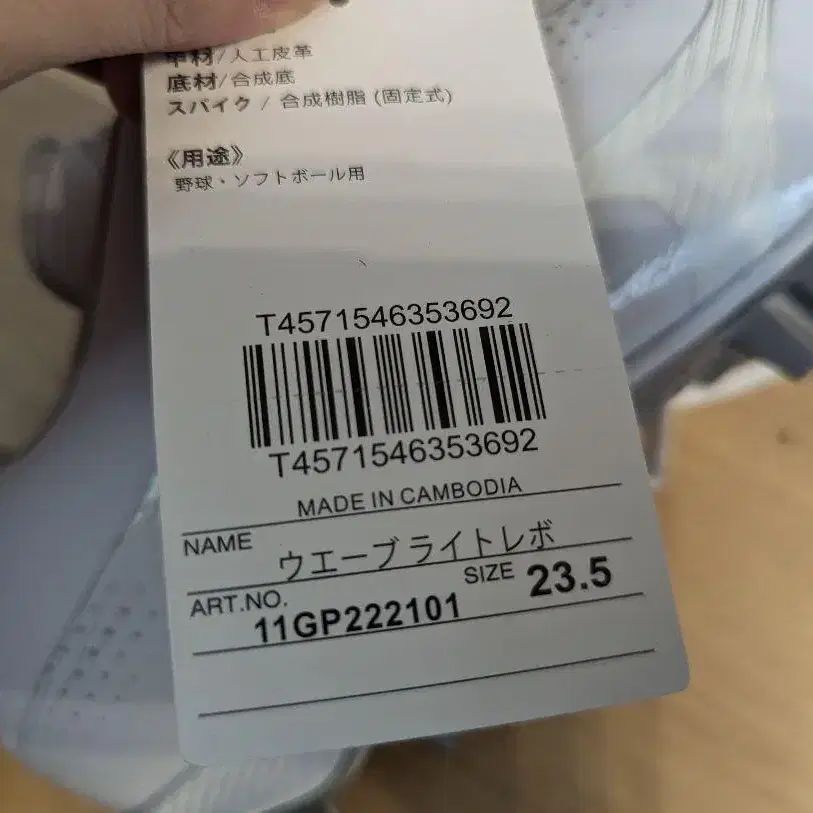 甲材/人工皮革
底材/合成底
スパイク / 合成樹脂 (固定式)
《用途》
野球・ソフトボール用
T4571546353692
T4571546353692
MADE IN CAMBODIA
NAME ウエーブライトレボ
ART.NO. 11GP222101 SIZE 23.5